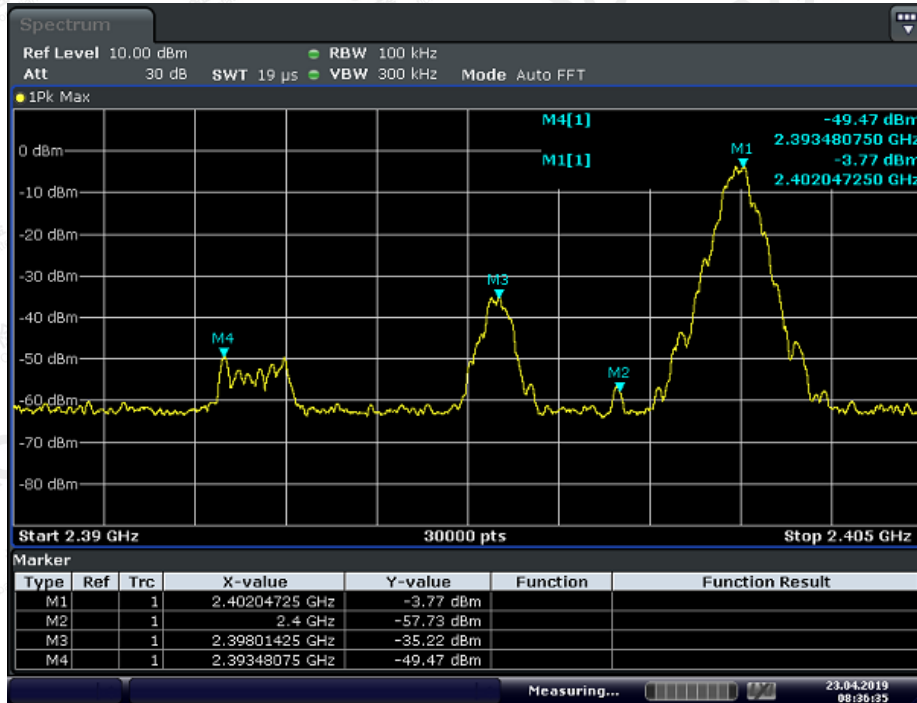 Spectrum
Ref Level 10.00 dBm RBW 100 kHz
Att 30 dB SWT 19 µs VBW 300 kHz Mode Auto FFT
1Pk Max
M4[1] -49.47 dBm
2.393480750 GHz
M1[1] -3.77 dBm
2.402047250 GHz
M1
0 dBm
-10 dBm
-20 dBm
-30 dBm
M3
-40 dBm
M4
-50 dBm
M2
-60 dBm
-70 dBm
-80 dBm
Start 2.39 GHz 30000 pts Stop 2.405 GHz
Marker
Type Ref Trc X-value Y-value Function Function Result
M1 1 2.40204725 GHz -3.77 dBm
M2 1 2.4 GHz -57.73 dBm
M3 1 2.39801425 GHz -35.22 dBm
M4 1 2.39348075 GHz -49.47 dBm
Measuring... 23.04.2019
08:36:35